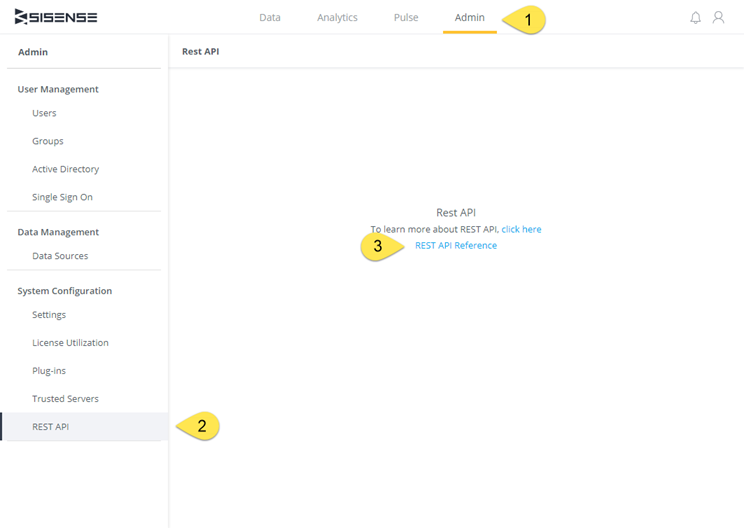 SISENSE
Data Analytics Pulse Admin
1
Admin
Rest API
User Management
Users
Groups
Active Directory
Single Sign On
Data Management
Data Sources
System Configuration
Settings
License Utilization
Plug-ins
Trusted Servers
REST API
2
Rest API
To learn more about REST API, click here
3
REST API Reference